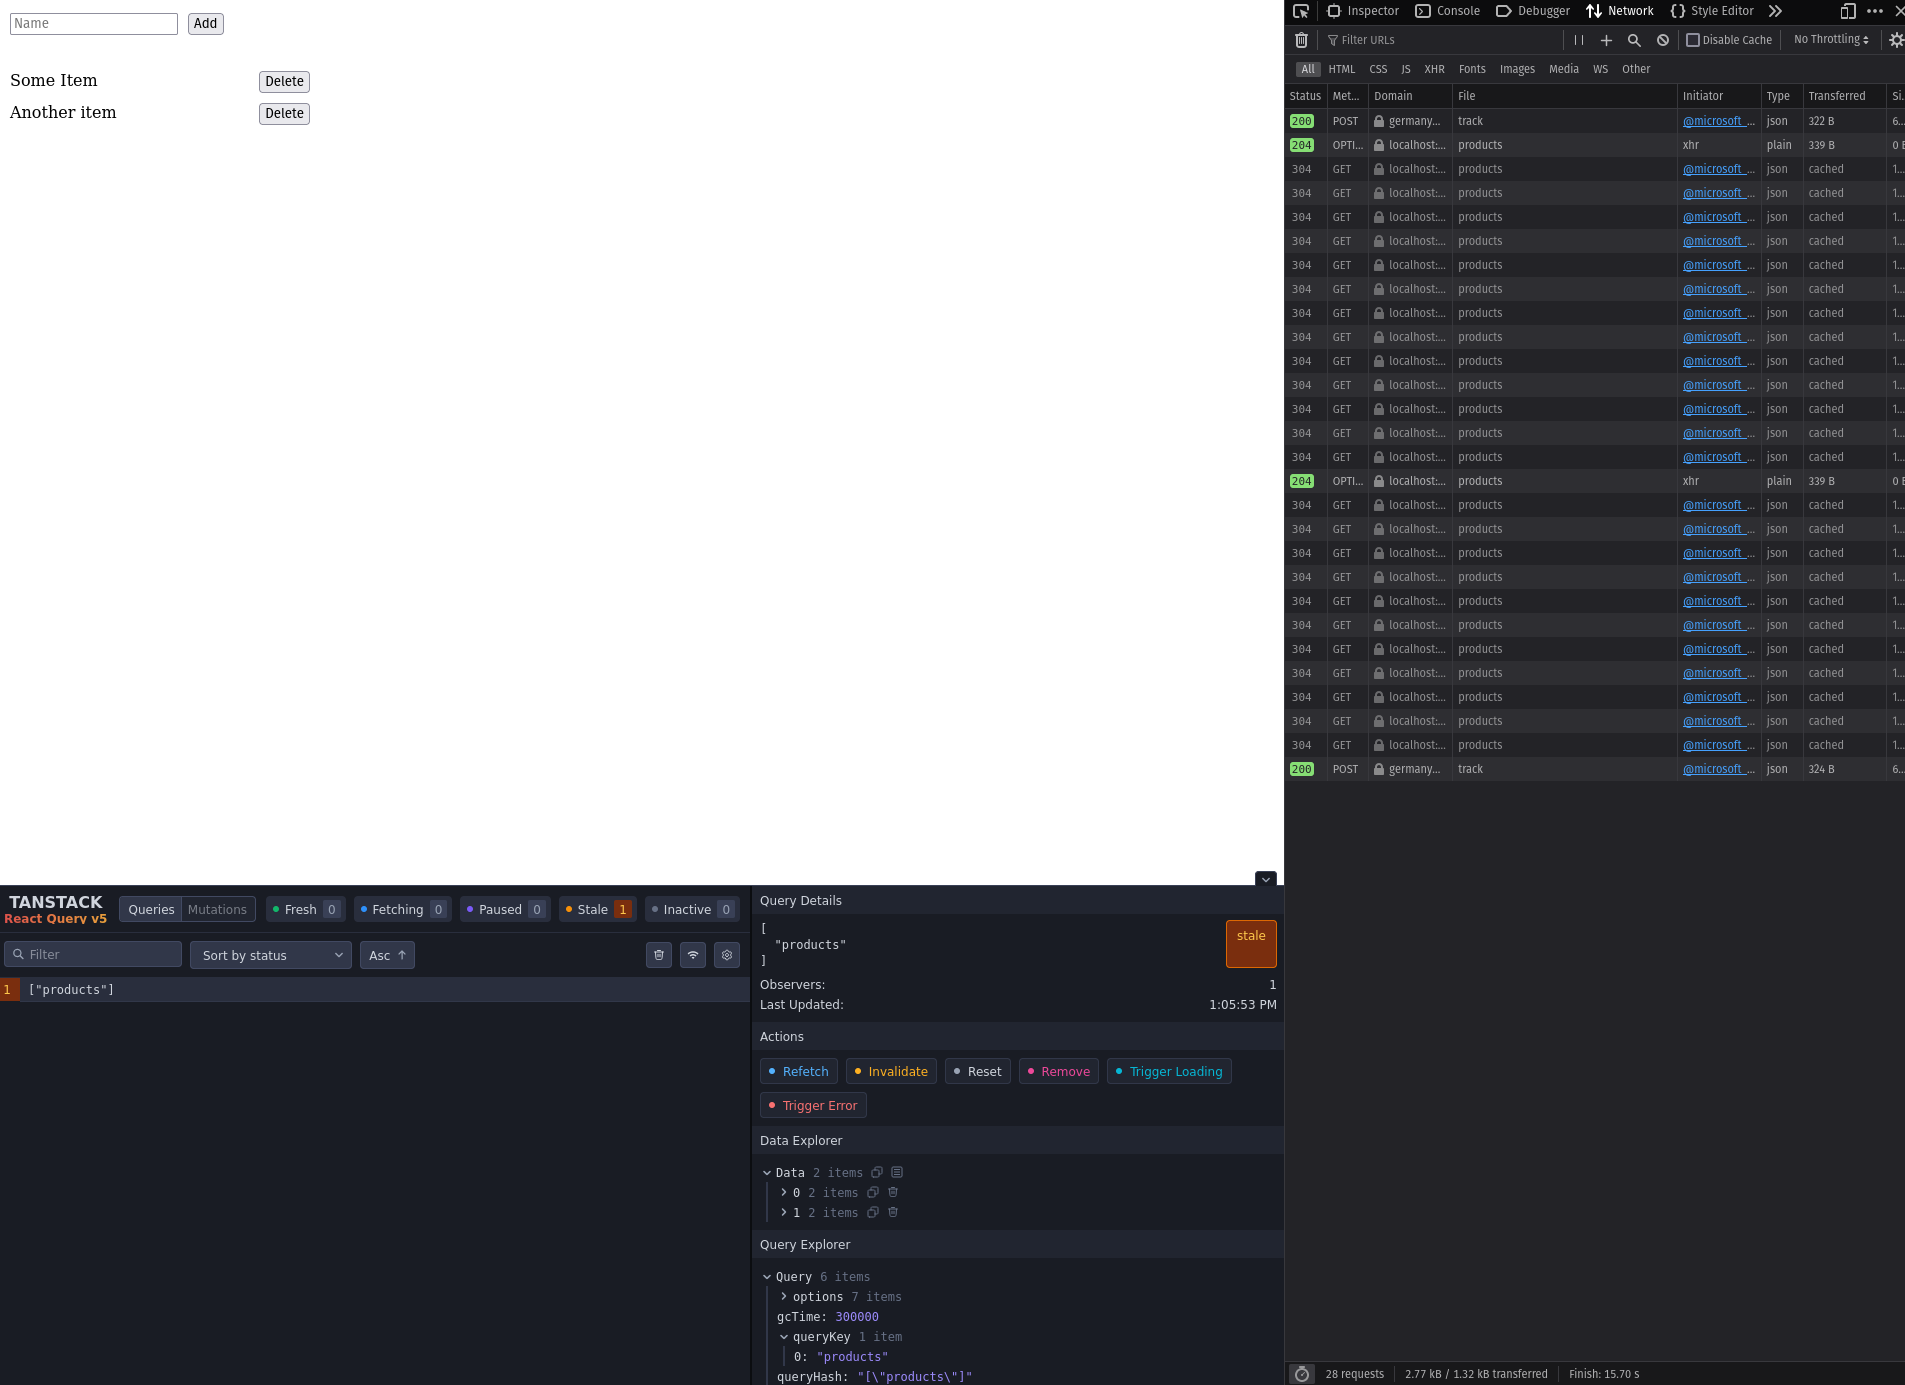 Name Add
Some Item Delete
Another item Delete
TANSTACK
React Query v5
Queries Mutations Fresh 0 Fetching 0 Paused 0 Stale 1 Inactive 0
Filter Sort by status Asc ↑
1 ["products"]
Query Details
[
"products"
]
stale
Observers: 1
Last Updated: 1:05:53 PM
Actions
Refetch Invalidate Reset Remove Trigger Loading
Trigger Error
Data Explorer
Data 2 items
0 2 items
1 2 items
Query Explorer
Query 6 items
options 7 items
gcTime: 300000
queryKey 1 item
0: "products"
queryHash: "[\"products\"]"
Inspector Console Debugger Network Style Editor
Filter URLs Disable Cache No Throttling
All HTML CSS JS XHR Fonts Images Media WS Other
Status Met... Domain File Initiator Type Transferred Si.
200 POST germany... track @microsoft_... json 322 B 6...
204 OPTI... localhost:... products xhr plain 339 B 0 B
304 GET localhost:... products @microsoft_... json cached 1...
304 GET localhost:... products @microsoft_... json cached 1...
304 GET localhost:... products @microsoft_... json cached 1...
304 GET localhost:... products @microsoft_... json cached 1...
304 GET localhost:... products @microsoft_... json cached 1...
304 GET localhost:... products @microsoft_... json cached 1...
304 GET localhost:... products @microsoft_... json cached 1...
304 GET localhost:... products @microsoft_... json cached 1...
304 GET localhost:... products @microsoft_... json cached 1...
304 GET localhost:... products @microsoft_... json cached 1...
304 GET localhost:... products @microsoft_... json cached 1...
304 GET localhost:... products @microsoft_... json cached 1...
304 GET localhost:... products @microsoft_... json cached 1...
204 OPTI... localhost:... products xhr plain 339 B 0 B
304 GET localhost:... products @microsoft_... json cached 1...
304 GET localhost:... products @microsoft_... json cached 1...
304 GET localhost:... products @microsoft_... json cached 1...
304 GET localhost:... products @microsoft_... json cached 1...
304 GET localhost:... products @microsoft_... json cached 1...
304 GET localhost:... products @microsoft_... json cached 1...
304 GET localhost:... products @microsoft_... json cached 1...
304 GET localhost:... products @microsoft_... json cached 1...
304 GET localhost:... products @microsoft_... json cached 1...
304 GET localhost:... products @microsoft_... json cached 1...
304 GET localhost:... products @microsoft_... json cached 1...
200 POST germany... track @microsoft_... json 324 B 6...
28 requests 2.77 kB / 1.32 kB transferred Finish: 15.70 s